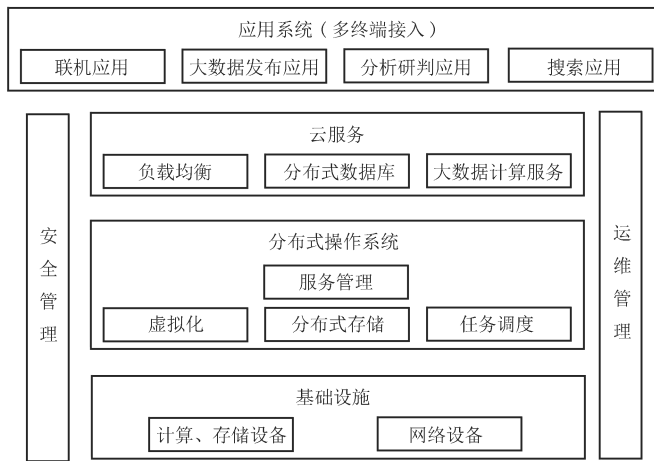 应用系统(多终端接入)
联机应用 大数据发布应用 分析研判应用 搜索应用
安全管理
云服务
负载均衡 分布式数据库 大数据计算服务
分布式操作系统
服务管理
虚拟化 分布式存储 任务调度
基础设施
计算、存储设备 网络设备
运维管理